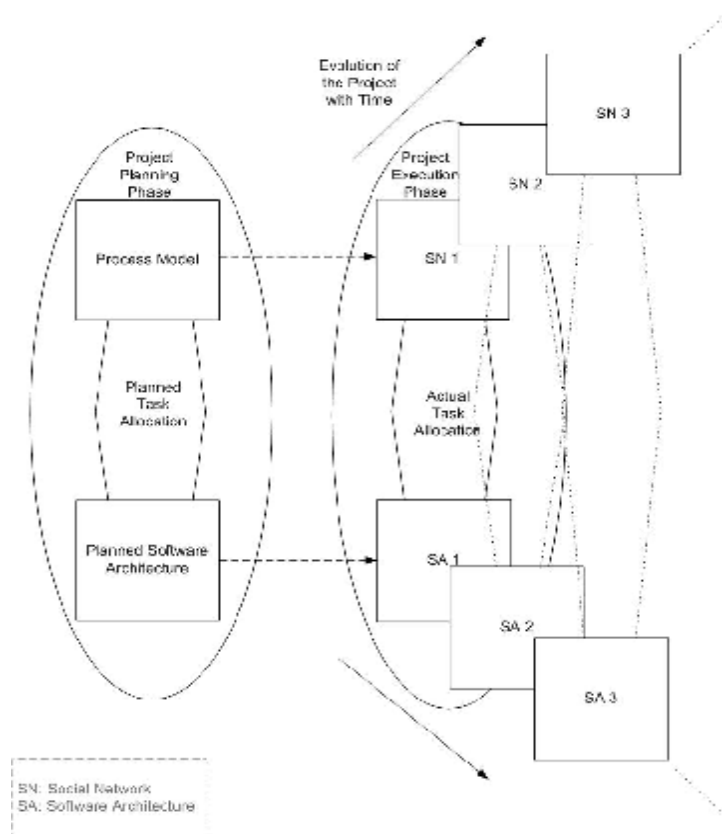 Evolution of
the Project
with Time
SN 3
Project
Planning
Phase
Project
Execution
Phase
SN 2
Process Model
SN 1
Planned
Task
Allocation
Actual
Task
Allocation
Planned Software
Architecture
SA 1
SA 2
SA 3
SN: Social Network
SA: Software Architecture